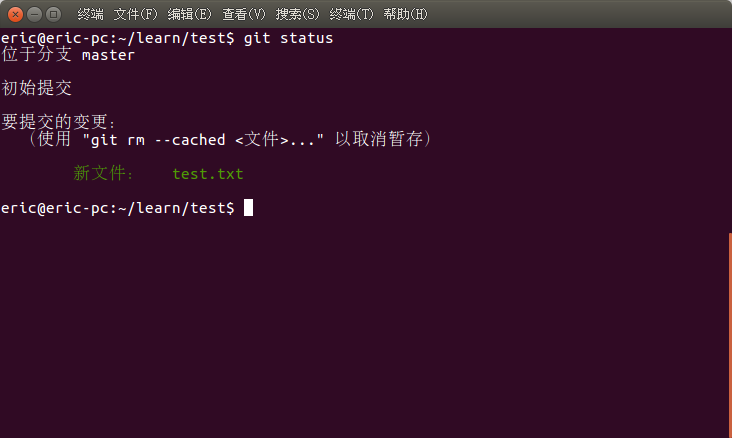 终端 文件(F) 编辑(E) 查看(V) 搜索(S) 终端(T) 帮助(H)
eric@eric-pc:~/learn/test$ git status
位于分支 master
初始提交
要提交的变更：
（使用 "git rm --cached <文件>..." 以取消暂存）
新文件： test.txt
eric@eric-pc:~/learn/test$